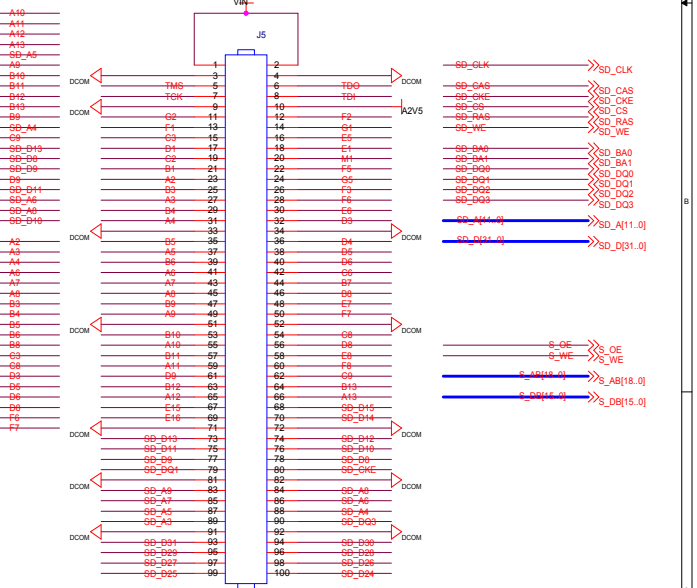 VIN
J5
A10
A11
A12
A13
SD_A5
A9
B10
B11
B12
B13
B9
SD_A4
C9
SD_D13
SD_D8
SD_D9
D8
SD_D11
SD_A6
SD_A8
SD_D10
A2
A3
A4
A6
A7
A8
B3
B4
B5
B6
B8
C3
C8
D3
D5
D6
D8
F6
F7
1 2
DCOM 3 4 DCOM
TMS 5 6 TDO
TCK 7 8 TDI
DCOM 9 10 A2V5
G2 11 12 F2
F1 13 14 G1
C3 15 16 E5
D1 17 18 E1
C2 19 20 M1
B1 21 22 F5
A2 23 24 G5
B3 25 26 F3
A3 27 28 F6
B4 29 30 E6
A4 31 32 D3
DCOM 33 34 DCOM
B5 35 36 D4
A5 37 38 D5
B6 39 40 D6
A6 41 42 C6
A7 43 44 B7
A8 45 46 D8
B9 47 48 E7
A9 49 50 F7
DCOM 51 52 DCOM
B10 53 54 C8
A10 55 56 D8
B11 57 58 E8
A11 59 60 F8
D9 61 62 C9
B12 63 64 B13
A12 65 66 A13
E15 67 68 SD_D15
E16 69 70 SD_D14
DCOM 71 72 DCOM
SD_D13 73 74 SD_D12
SD_D11 75 76 SD_D10
SD_D9 77 78 SD_D8
SD_DQ1 79 80 SD_CKE
DCOM 81 82 DCOM
SD_A9 83 84 SD_A8
SD_A7 85 86 SD_A6
SD_A5 87 88 SD_A4
SD_A3 89 90 SD_DQ3
DCOM 91 92 DCOM
SD_D31 93 94 SD_D30
SD_D29 95 96 SD_D28
SD_D27 97 98 SD_D26
SD_D25 99 100 SD_D24
SD_CLK SD_CLK
SD_CAS SD_CAS
SD_CKE SD_CKE
SD_CS SD_CS
SD_RAS SD_RAS
SD_WE SD_WE
SD_BA0 SD_BA0
SD_BA1 SD_BA1
SD_DQ0 SD_DQ0
SD_DQ1 SD_DQ1
SD_DQ2 SD_DQ2
SD_DQ3 SD_DQ3
SD_A[11..0] SD_A[11..0]
SD_D[31..0] SD_D[31..0]
S_OE S_OE
S_WE S_WE
S_AB[18..0] S_AB[18..0]
S_DB[15..0] S_DB[15..0]
B